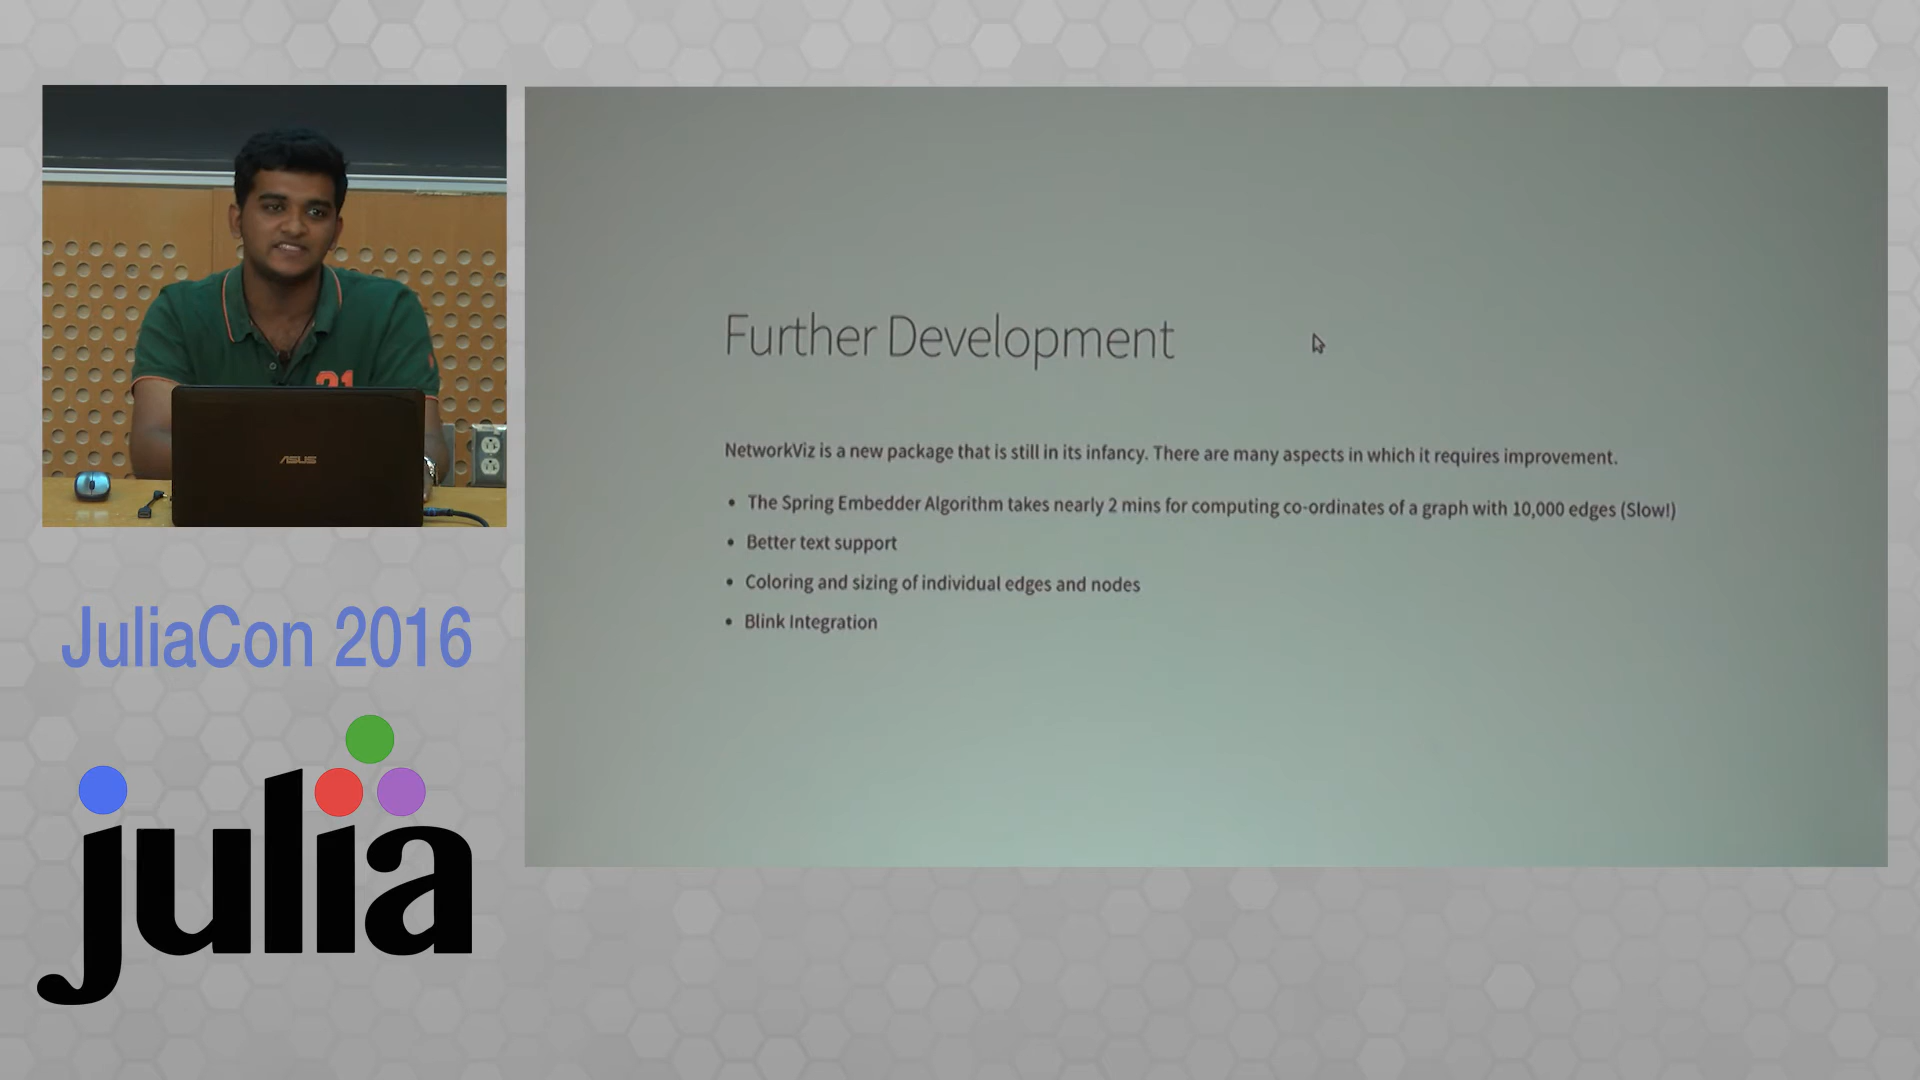 Further Development
NetworkViz is a new package that is still in its infancy. There are many aspects in which it requires improvement.
• The Spring Embedder Algorithm takes nearly 2 mins for computing co-ordinates of a graph with 10,000 edges (Slow!)
• Better text support
• Coloring and sizing of individual edges and nodes
• Blink Integration
21
ASUS
JuliaCon 2016
julia